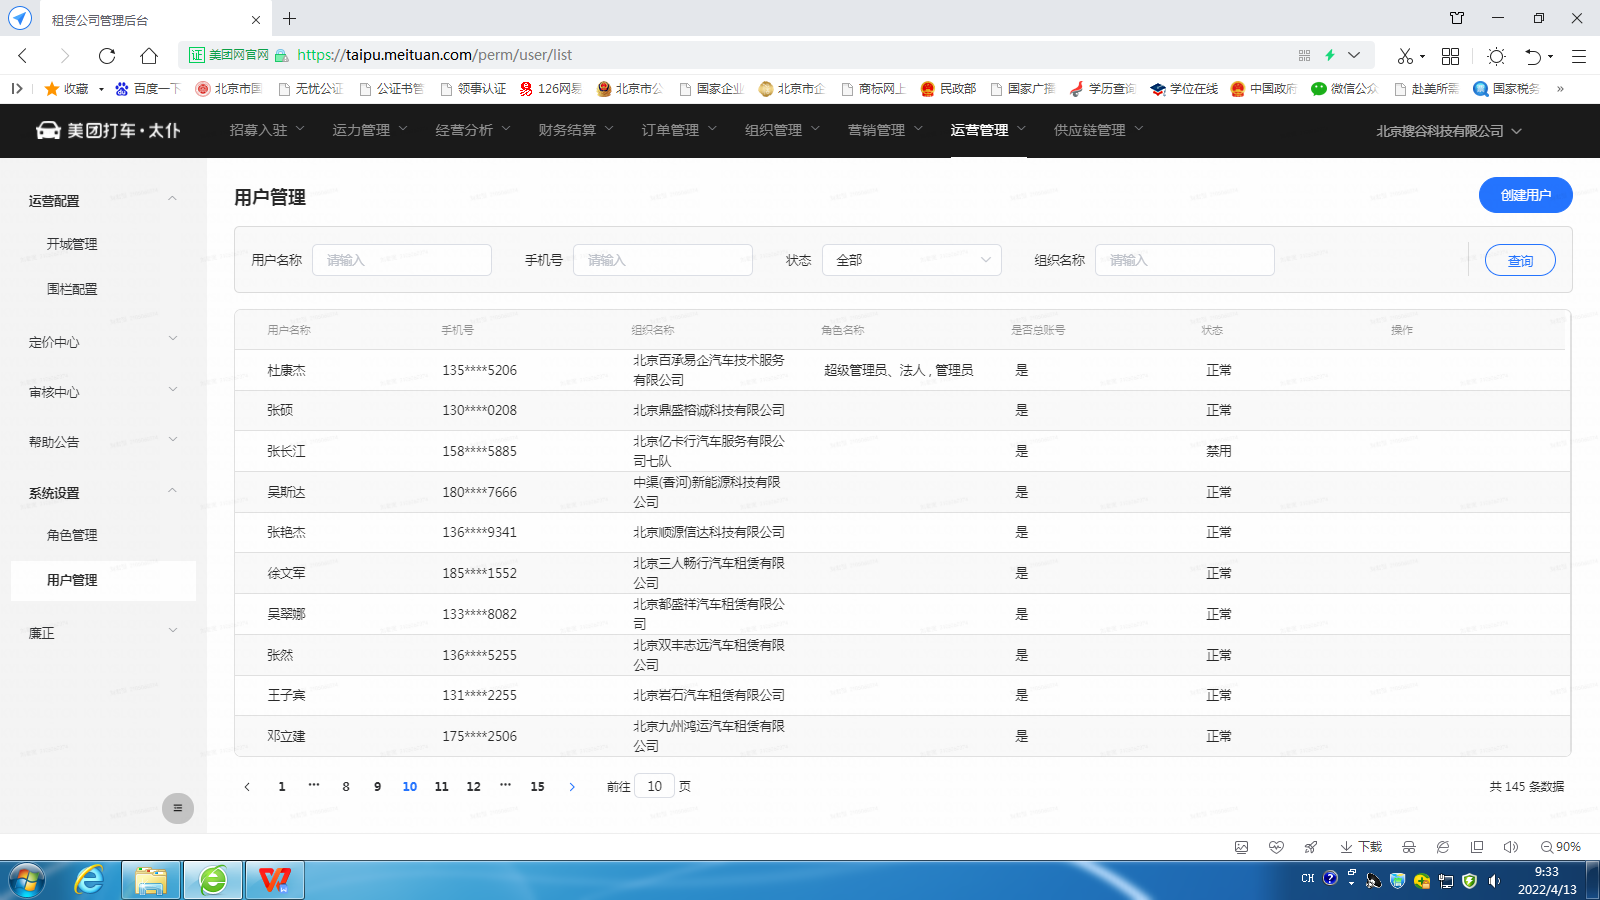 租赁公司管理后台
证 美团网官网 https://taipu.meituan.com/perm/user/list
收藏 百度一下 北京市国 无忧公证 公证书管 领事认证 126网易 北京市公 国家企业 北京市企 商标网上 民政部 国家广播 学历查询 学位在线 中国政府 微信公众 赴美所需 国家税务 »
美团打车·太仆 招募入驻 运力管理 经营分析 财务结算 订单管理 组织管理 营销管理 运营管理 供应链管理 北京搜谷科技有限公司
运营配置
开城管理
围栏配置
定价中心
审核中心
帮助公告
系统设置
角色管理
用户管理
廉正
用户管理
创建用户
用户名称 请输入 手机号 请输入 状态 全部 组织名称 请输入 查询
用户名称 手机号 组织名称 角色名称 是否总账号 状态 操作
杜康杰 135****5206 北京百承易企汽车技术服务有限公司 超级管理员、法人 , 管理员 是 正常
张硕 130****0208 北京鼎盛榕诚科技有限公司 是 正常
张长江 158****5885 北京亿卡行汽车服务有限公司七队 是 禁用
吴斯达 180****7666 中渠(香河)新能源科技有限公司 是 正常
张艳杰 136****9341 北京顺源信达科技有限公司 是 正常
徐文军 185****1552 北京三人畅行汽车租赁有限公司 是 正常
吴翠娜 133****8082 北京都盛祥汽车租赁有限公司 是 正常
张然 136****5255 北京双丰志远汽车租赁有限公司 是 正常
王子宾 131****2255 北京岩石汽车租赁有限公司 是 正常
邓立建 175****2506 北京九州鸿运汽车租赁有限公司 是 正常
1 ··· 8 9 10 11 12 ··· 15 前往 10 页
共 145 条数据
下载 90%
CH 9:33
2022/4/13